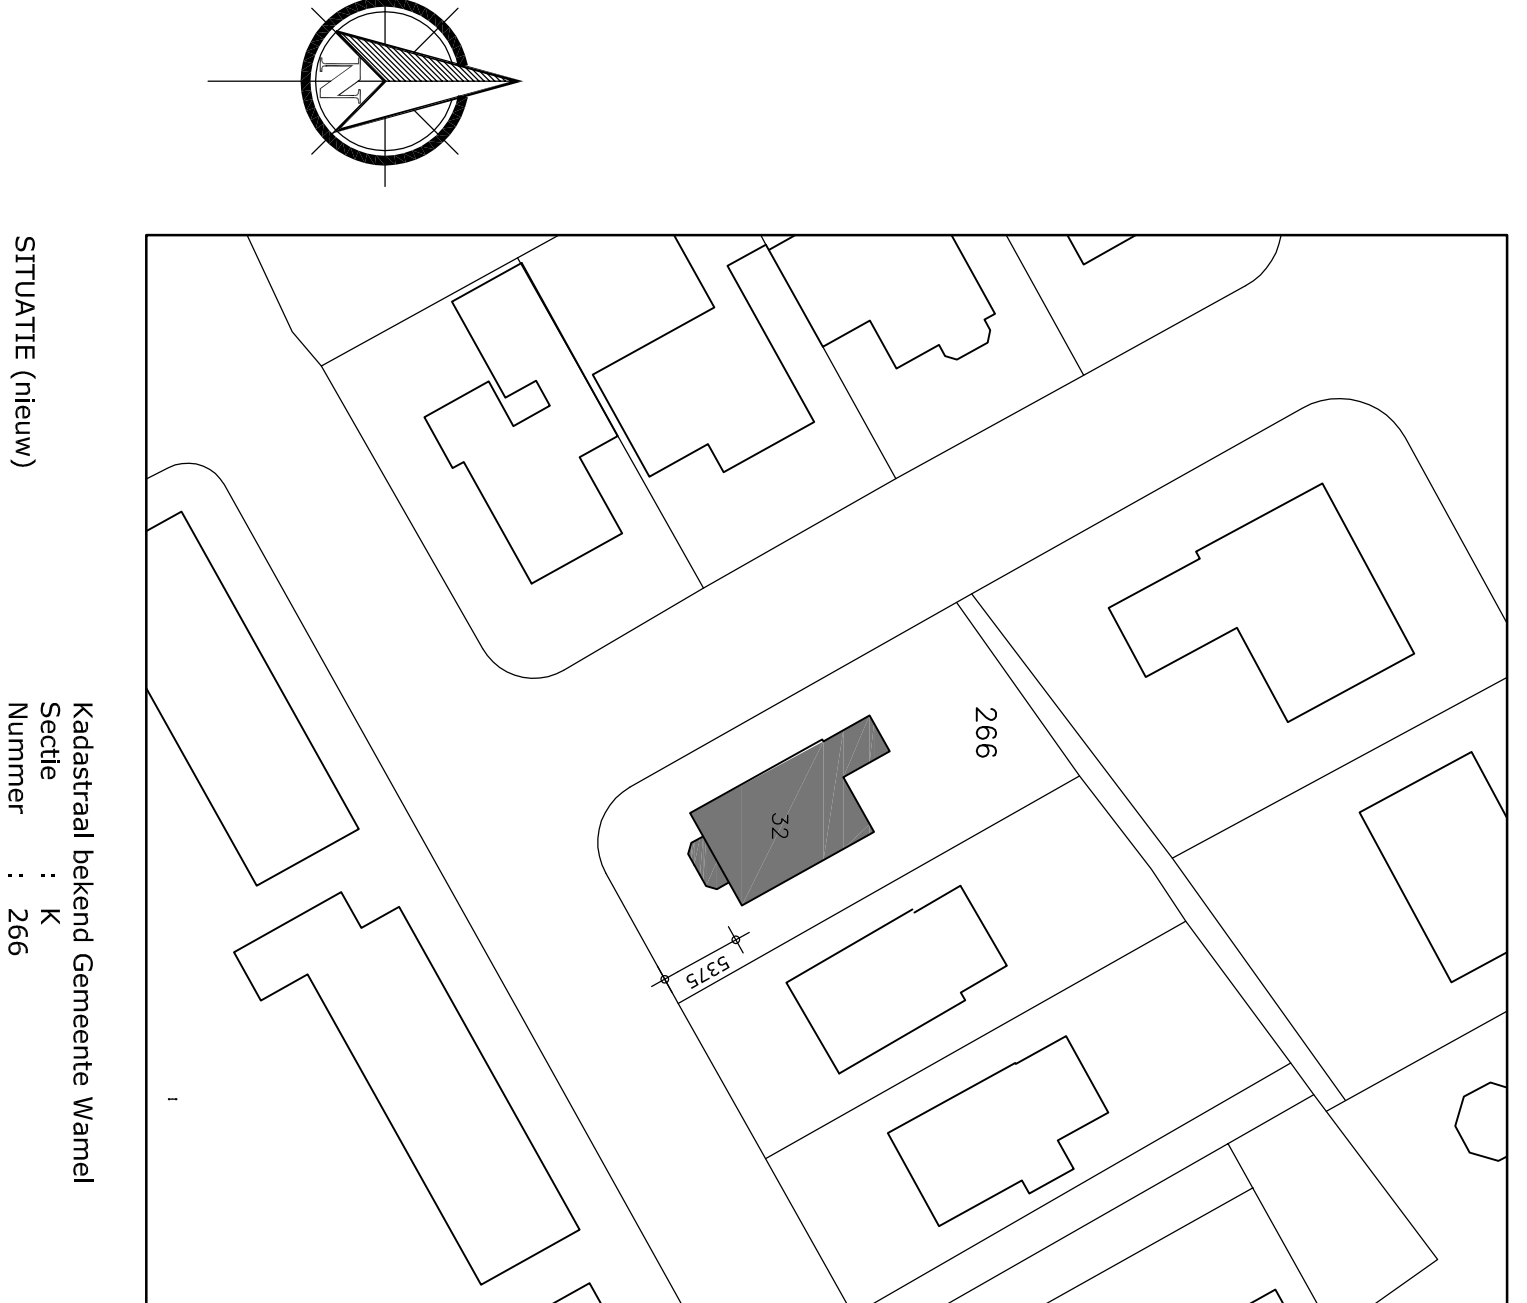 N
SITUATIE (nieuw)
Kadastraal bekend Gemeente Wamel
Sectie : K
Nummer : 266
266
32
5375